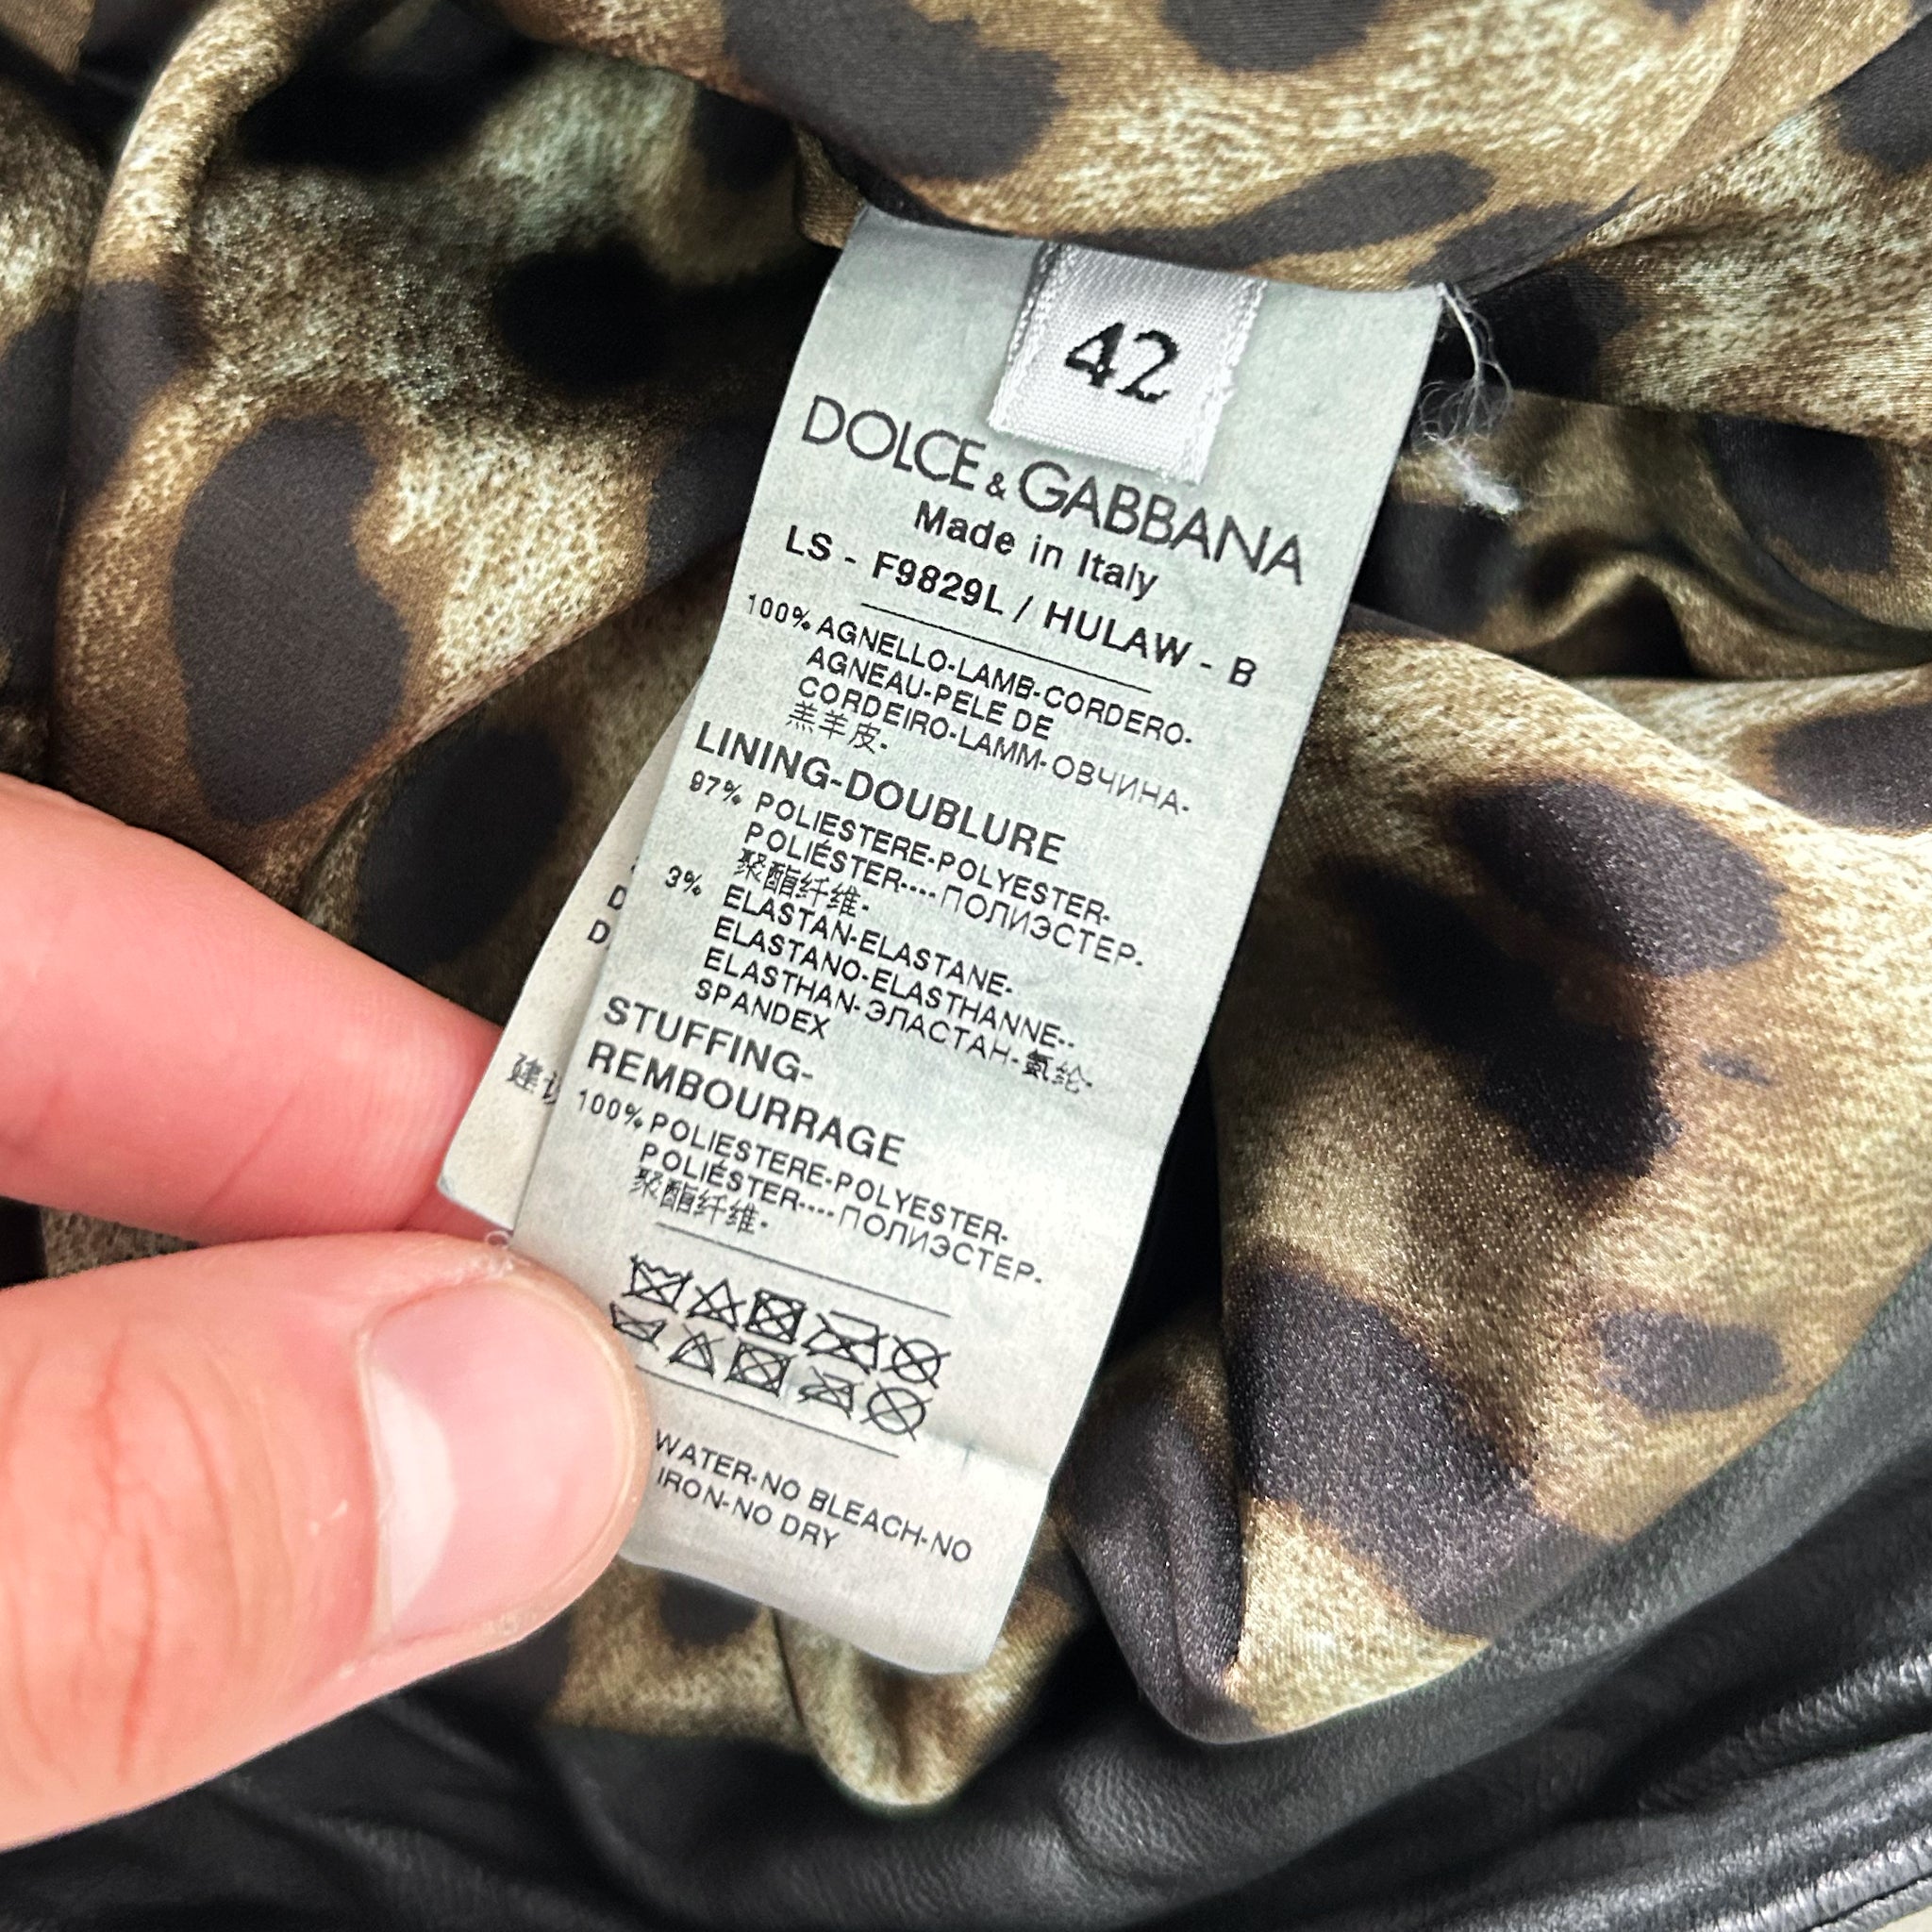 42
DOLCE & GABBANA
Made in Italy
LS - F9829L / HULAW - B
100% AGNELLO-LAMB-CORDERO-
AGNEAU-PELE DE
CORDEIRO-LAMM-ОВЧИНА-
羔羊皮-
LINING-DOUBLURE
97% POLIESTERE-POLYESTER-
POLIÉSTER----ПОЛИЭСТЕР-
聚酯纤维-
3% ELASTAN-ELASTANE-
ELASTANO-ELASTHANNE--
ELASTHAN-ЭЛАСТАН-氨纶-
SPANDEX
STUFFING-
REMBOURRAGE
100% POLIESTERE-POLYESTER-
POLIÉSTER----ПОЛИЭСТЕР-
聚酯纤维-
WATER-NO BLEACH-NO
IRON-NO DRY
D
D
建议